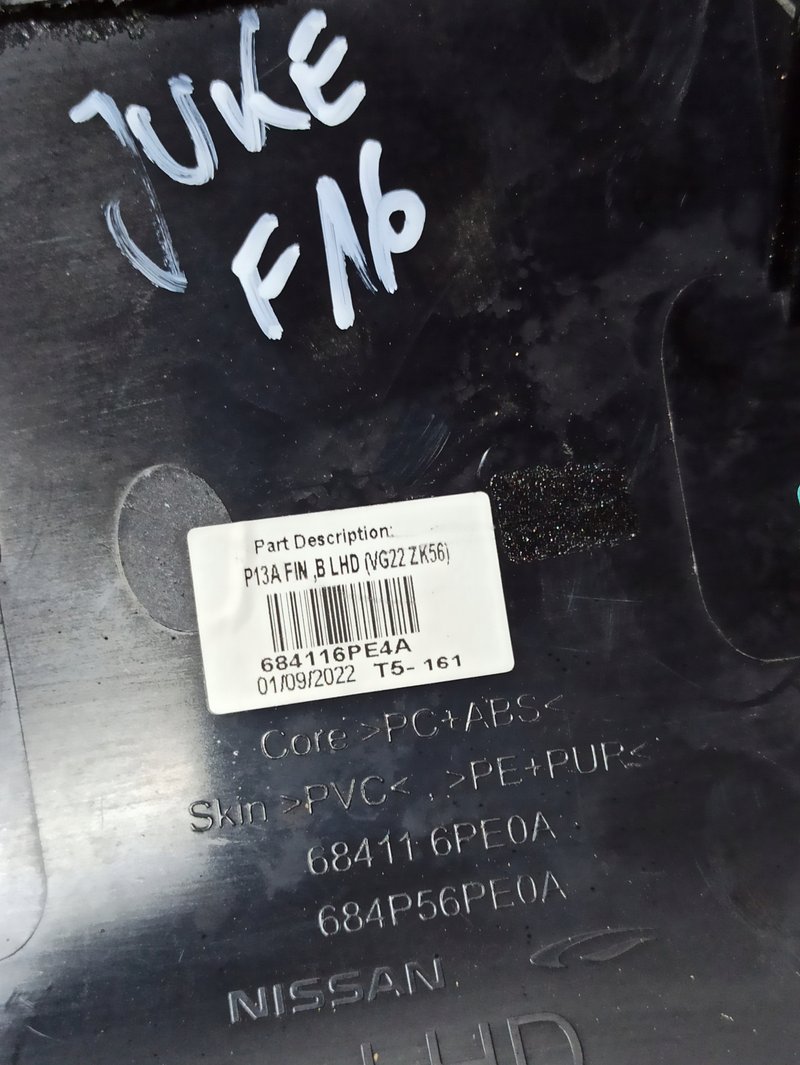 JUKE
F16
Part Description:
P13A FIN ,B LHD (VG22 ZK56)
684116PE4A
01/09/2022 T5- 161
Core >PC+ABS<
Skin >PVC< , >PE+PUR<
68411 6PE0A
684P56PE0A
NISSAN
LHD